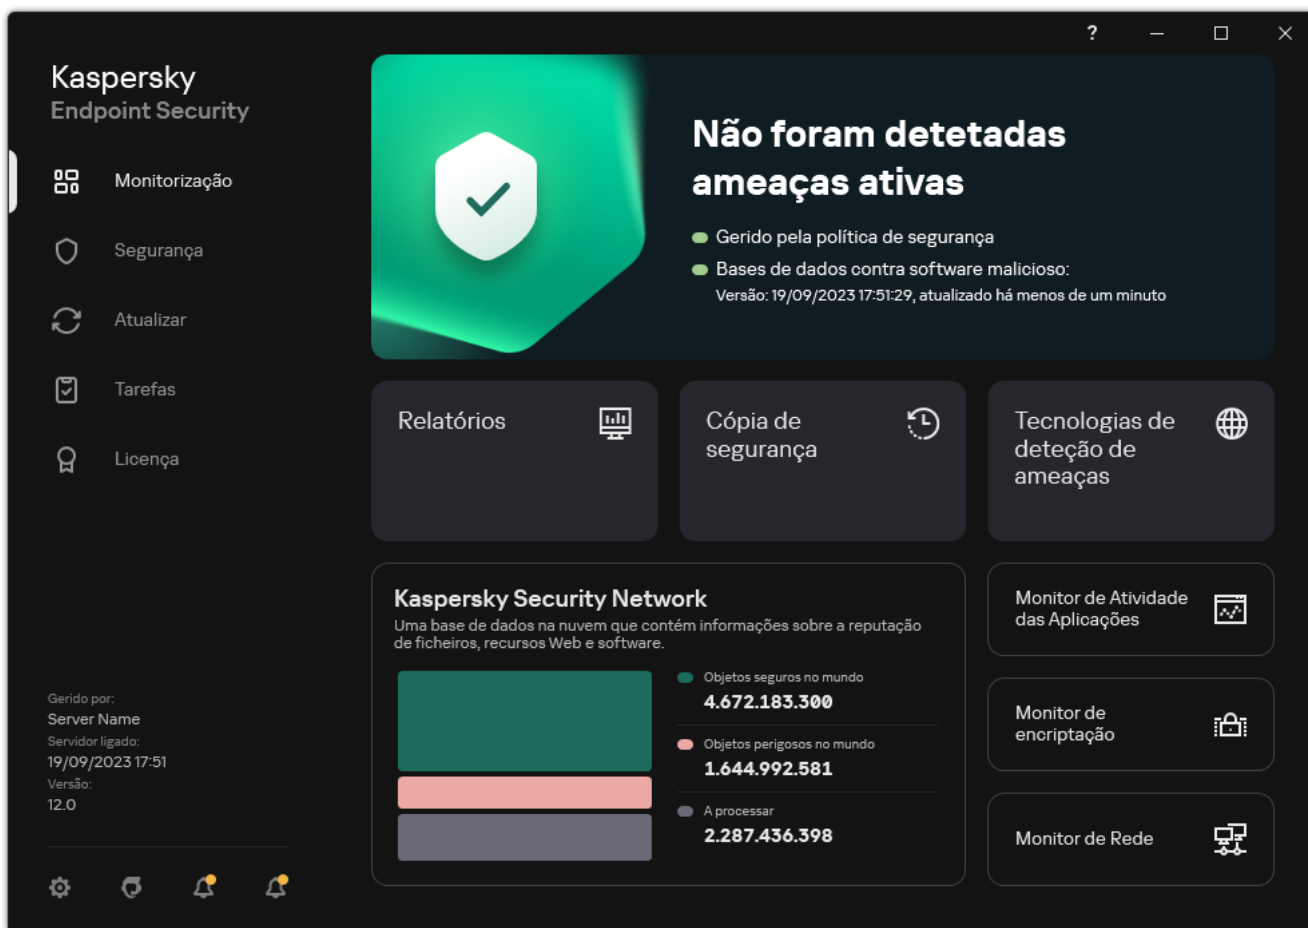 ?
Kaspersky
Endpoint Security
Monitorização
Segurança
Atualizar
Tarefas
Licença
Gerido por:
Server Name
Servidor ligado:
19/09/2023 17:51
Versão:
12.0
Não foram detetadas
ameaças ativas
Gerido pela política de segurança
Bases de dados contra software malicioso:
Versão: 19/09/2023 17:51:29, atualizado há menos de um minuto
Relatórios
Cópia de
segurança
Tecnologias de
deteção de
ameaças
Kaspersky Security Network
Uma base de dados na nuvem que contém informações sobre a reputação
de ficheiros, recursos Web e software.
Objetos seguros no mundo
4.672.183.300
Objetos perigosos no mundo
1.644.992.581
A processar
2.287.436.398
Monitor de Atividade
das Aplicações
Monitor de
encriptação
Monitor de Rede